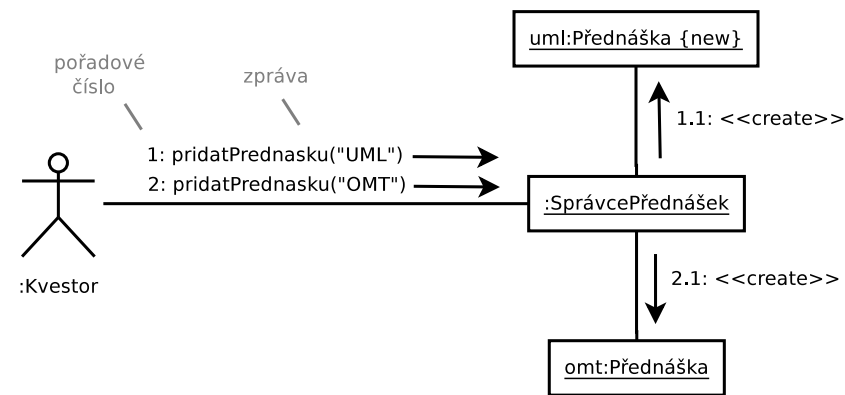 uml:Přednáška {new}
pořadové
číslo
zpráva
1.1: <<create>>
1: pridatPrednasku("UML")
2: pridatPrednasku("OMT")
:SprávcePřednášek
:Kvestor
2.1: <<create>>
omt:Přednáška